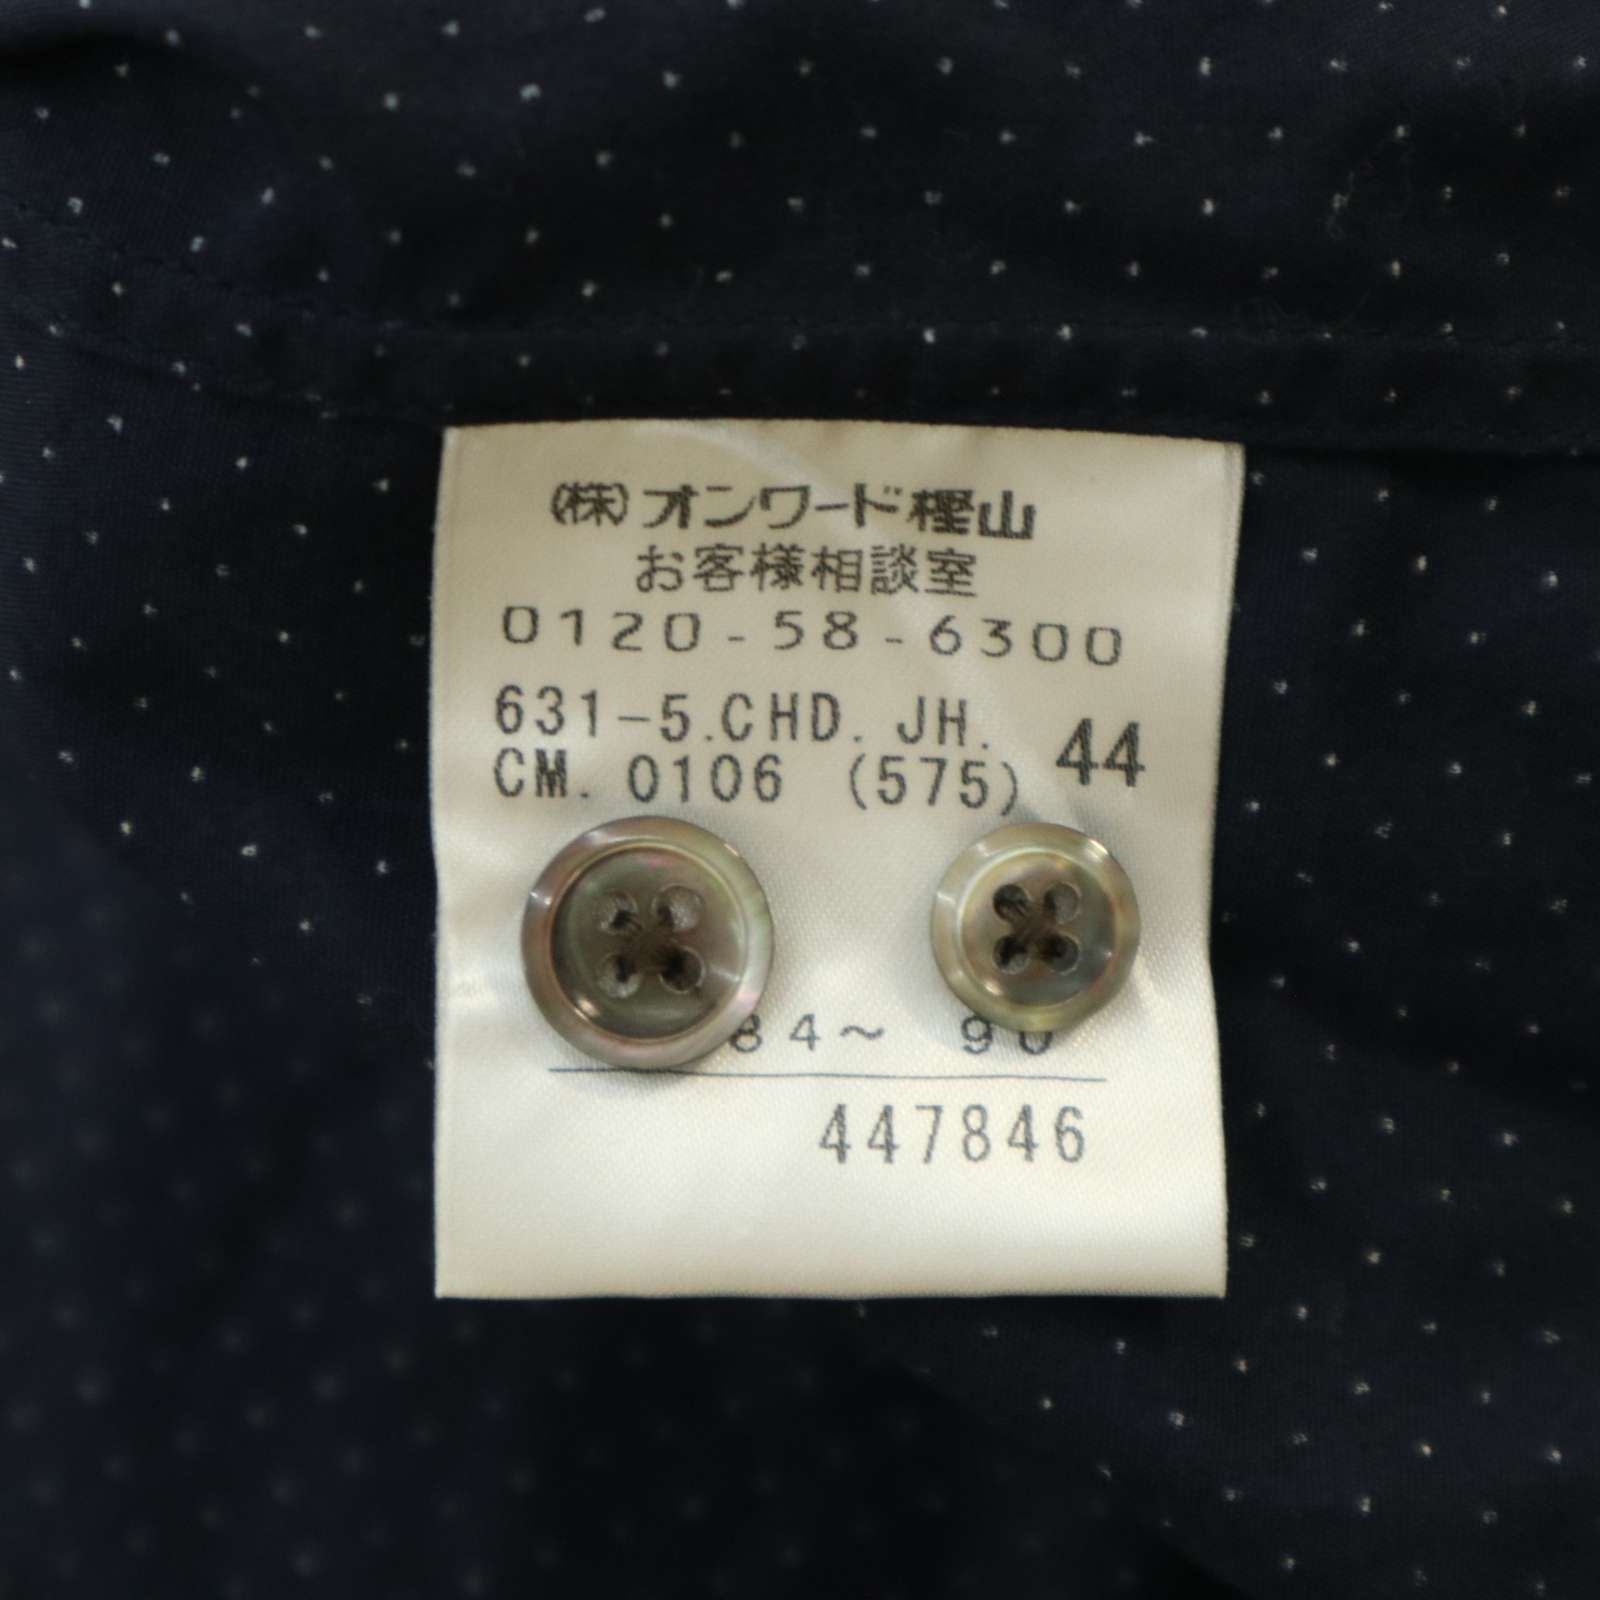 (株)オンワード樫山
お客様相談室
0120-58-6300
631-5.CHD.JH. 44
CM. 0106 (575)
84～ 90
447846